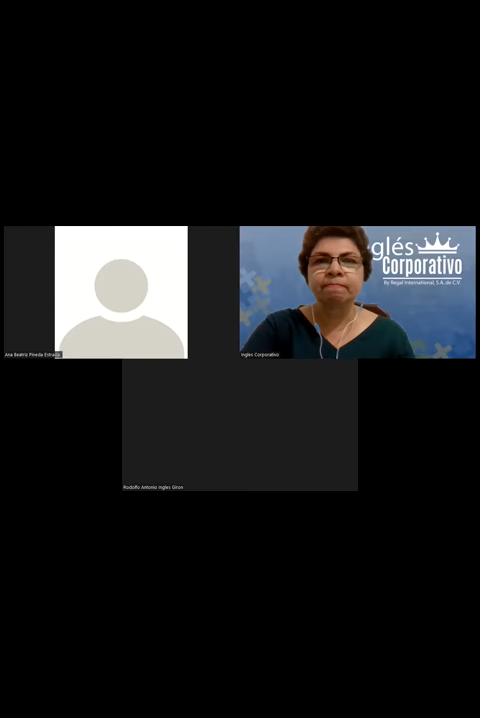 glés
Corporativo
By Regal International, S.A. de C.V.
Ana Beatriz Pineda Estrada
Ingles Corporativo
Rodolfo Antonio Ingles Giron